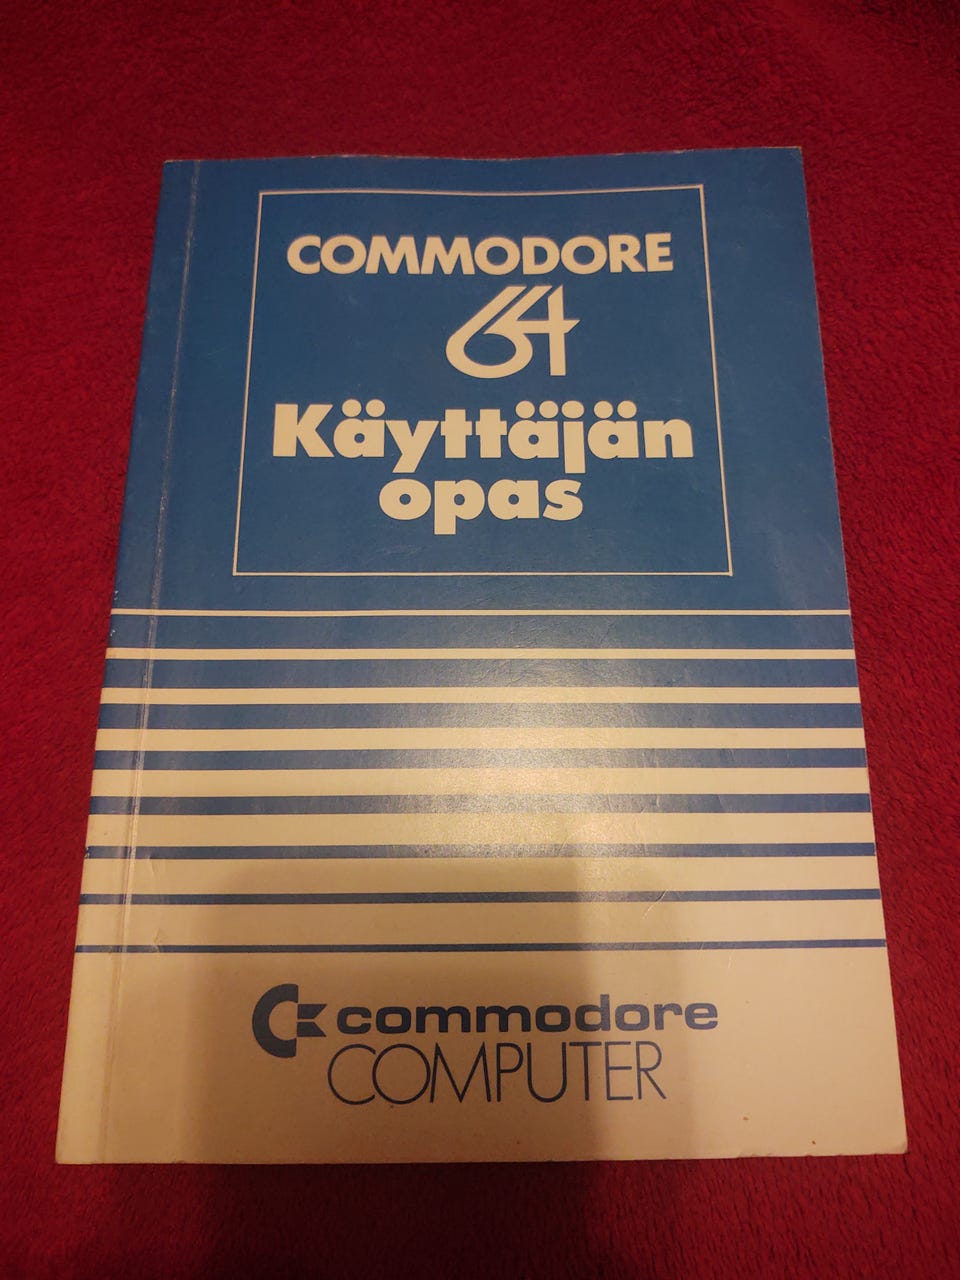 COMMODORE
64
Käyttäjän
opas
commodore
COMPUTER